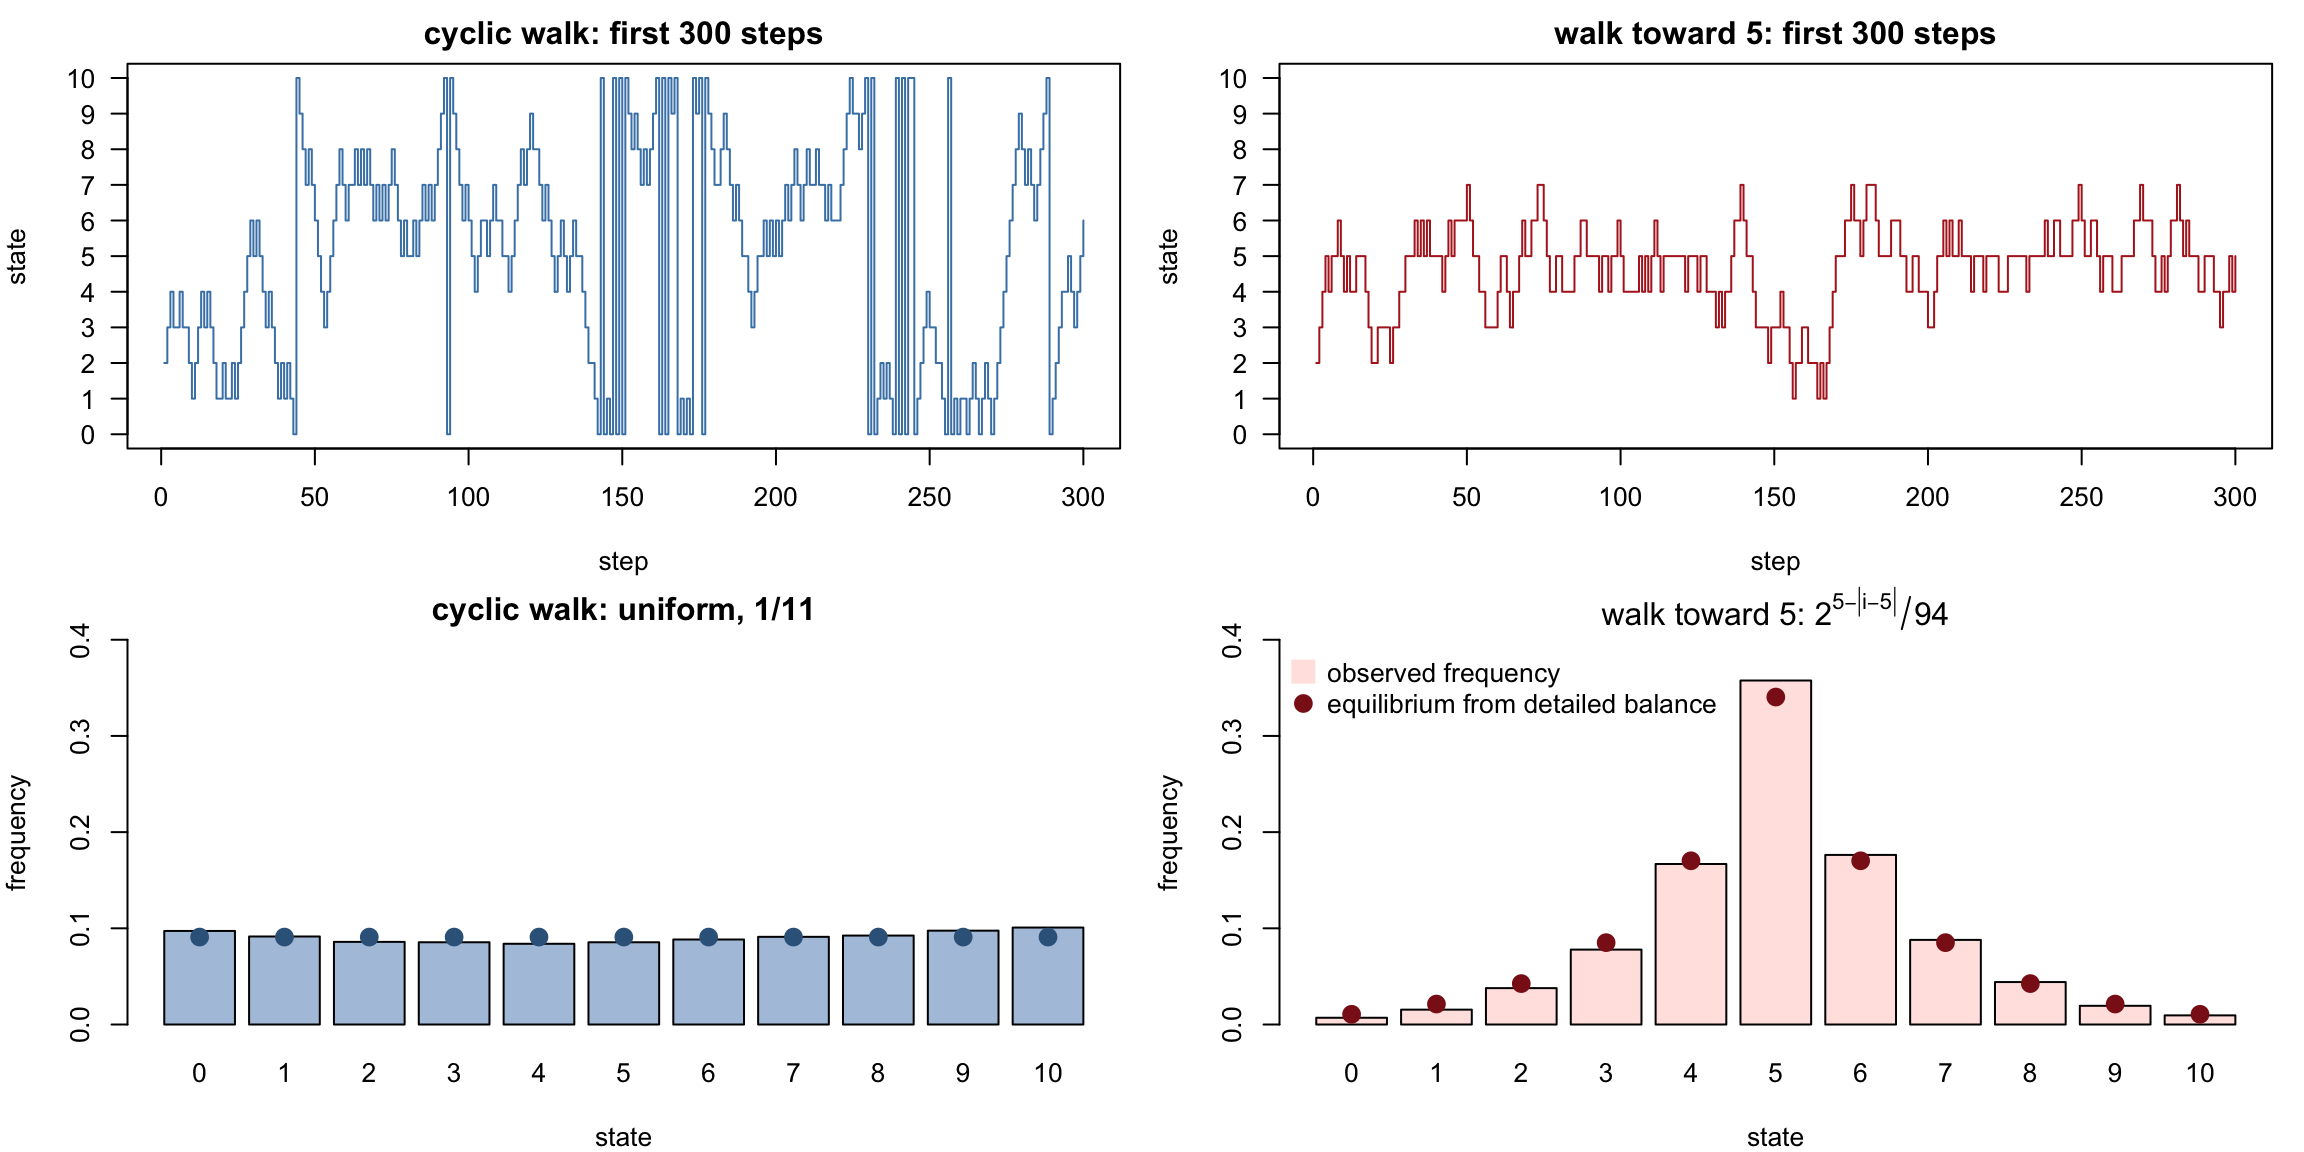 cyclic walk: first 300 steps
state
10
9
8
7
6
5
4
3
2
1
0
0 50 100 150 200 250 300
step
walk toward 5: first 300 steps
state
10
9
8
7
6
5
4
3
2
1
0
0 50 100 150 200 250 300
step
cyclic walk: uniform, 1/11
frequency
0.4
0.3
0.2
0.1
0.0
0 1 2 3 4 5 6 7 8 9 10
state
walk toward 5: 2^{5−|i−5|}/94
frequency
0.4
0.3
0.2
0.1
0.0
observed frequency
equilibrium from detailed balance
0 1 2 3 4 5 6 7 8 9 10
state